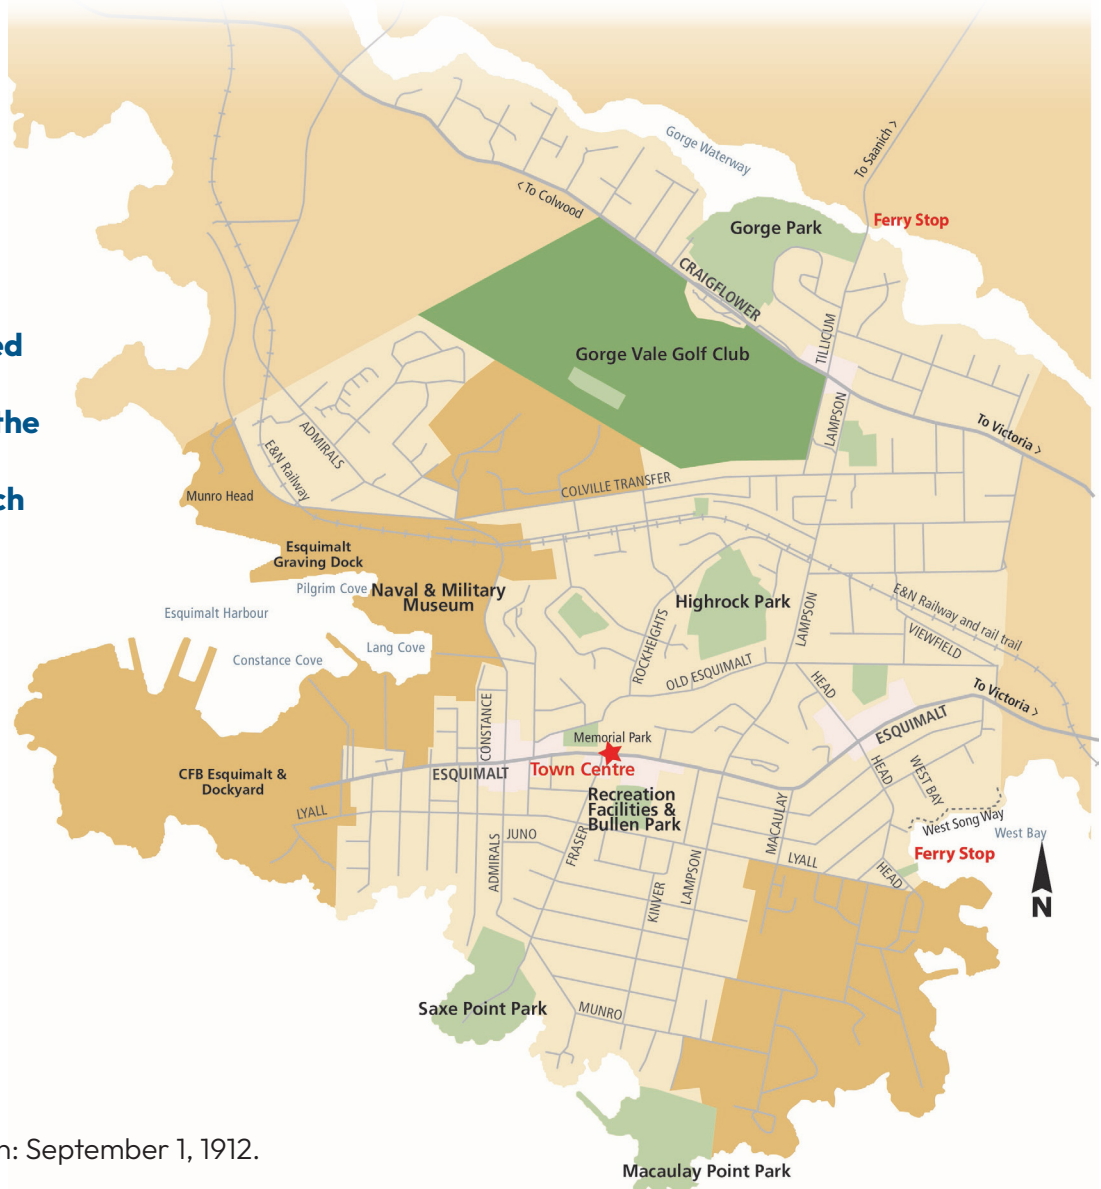 Gorge Waterway
To Saanich >
< To Colwood
Gorge Park
Ferry Stop
CRAIGFLOWER
TILLICUM
ed
Gorge Vale Golf Club
the
LAMPSON
To Victoria >
ADMIRALS
E&N Railway
COLVILLE TRANSFER
ch
Munro Head
Esquimalt
Graving Dock
Pilgrim Cove
Naval & Military
Museum
Highrock Park
E&N Railway and rail trail
Esquimalt Harbour
LAMPSON
VIEWFIELD
Lang Cove
Constance Cove
ROCKHEIGHTS
OLD ESQUIMALT
HEAD
To Victoria >
CONSTANCE
ESQUIMALT
Memorial Park
CFB Esquimalt &
Dockyard
ESQUIMALT
Town Centre
HEAD
WEST BAY
Recreation
Facilities &
Bullen Park
LYALL
MACAULAY
West Song Way
West Bay
JUNO
FRASER
ADMIRALS
LYALL
Ferry Stop
HEAD
KINVER
LAMPSON
N
Saxe Point Park
MUNRO
n: September 1, 1912.
Macaulay Point Park